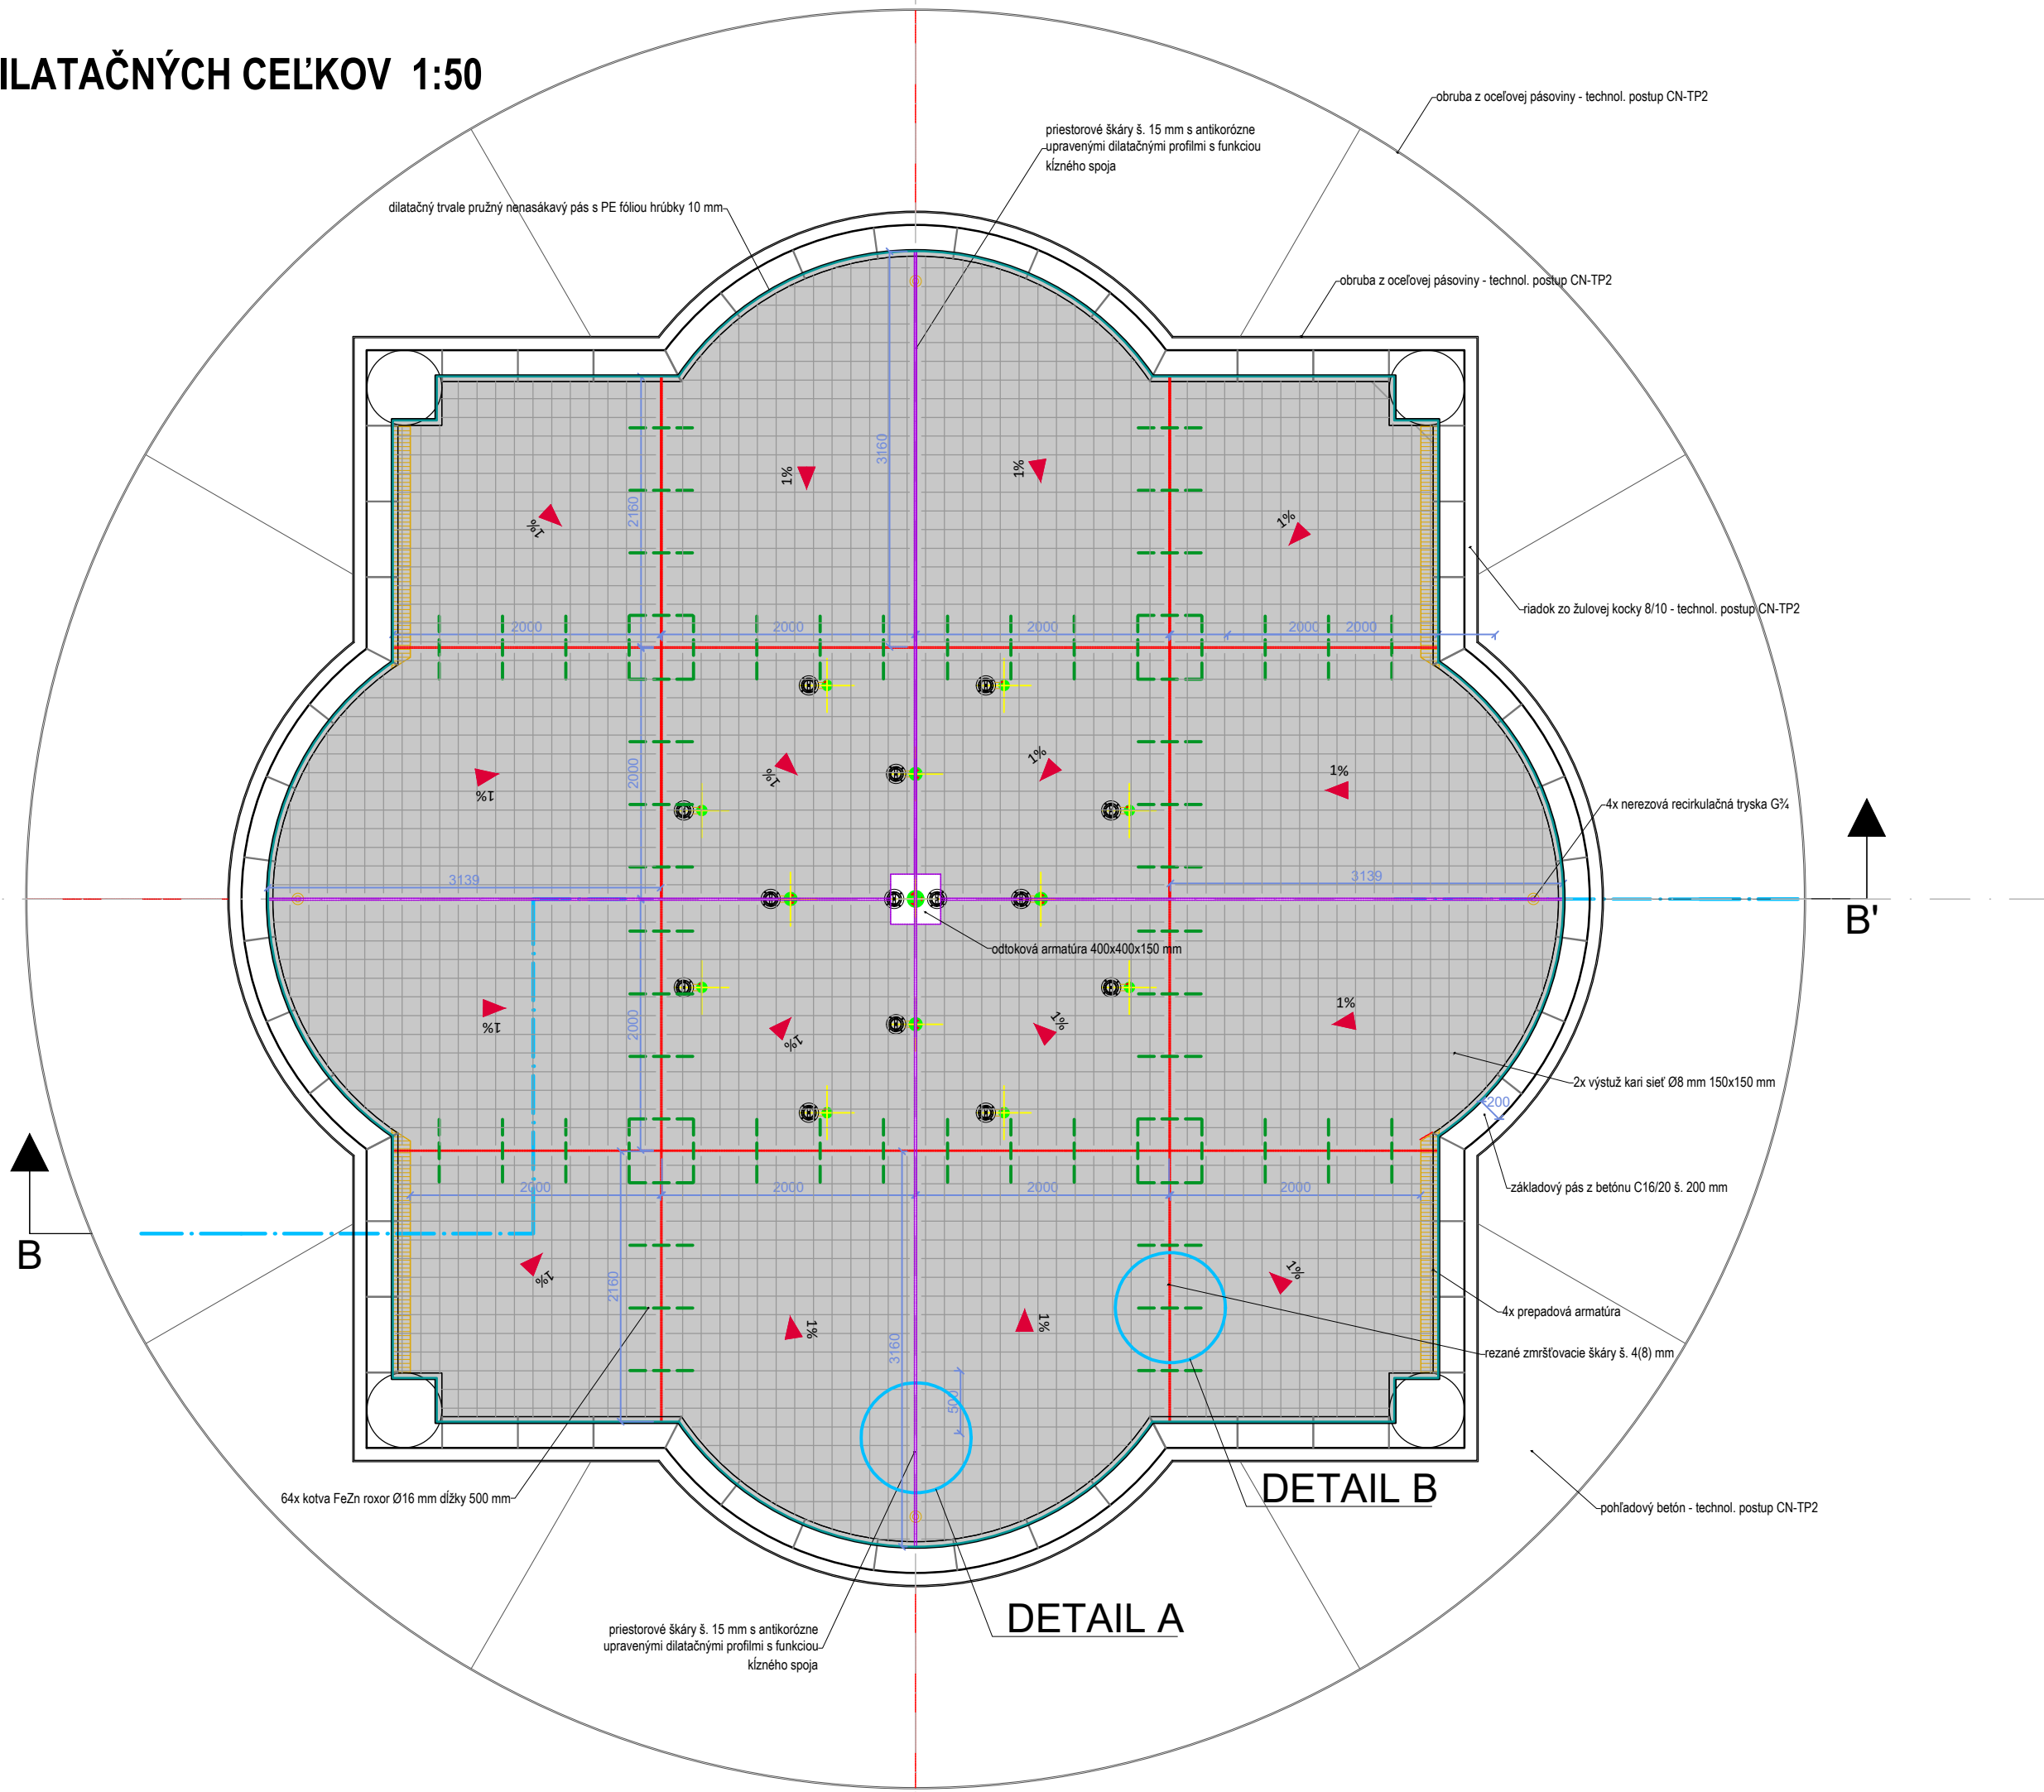 ILATAČNÝCH CEĽKOV 1:50
obruba z oceľovej pásoviny - technol. postup CN-TP2
priestorové škáry š. 15 mm s antikorózne
upravenými dilatačnými profilmi s funkciou
kĺzného spoja
dilatačný trvale pružný nenasákavý pás s PE fóliou hrúbky 10 mm
obruba z oceľovej pásoviny - technol. postup CN-TP2
3160
1%
1%
2160
1%
1%
riadok zo žulovej kocky 8/10 - technol. postup CN-TP2
2000
2000
2000
2000
2000
2000
1%
1%
1%
1%
4x nerezová recirkulačná tryska G¾
3139
3139
B'
odtoková armatúra 400x400x150 mm
1%
1%
1%
1%
2000
2x výstuž kari sieť Ø8 mm 150x150 mm
200
základový pás z betónu C16/20 š. 200 mm
2000
2000
2000
2000
B
1%
1%
2160
1%
1%
3160
4x prepadová armatúra
rezané zmršťovacie škáry š. 4(8) mm
500
DETAIL B
64x kotva FeZn roxor Ø16 mm dĺžky 500 mm
pohľadový betón - technol. postup CN-TP2
DETAIL A
priestorové škáry š. 15 mm s antikorózne
upravenými dilatačnými profilmi s funkciou
kĺzného spoja